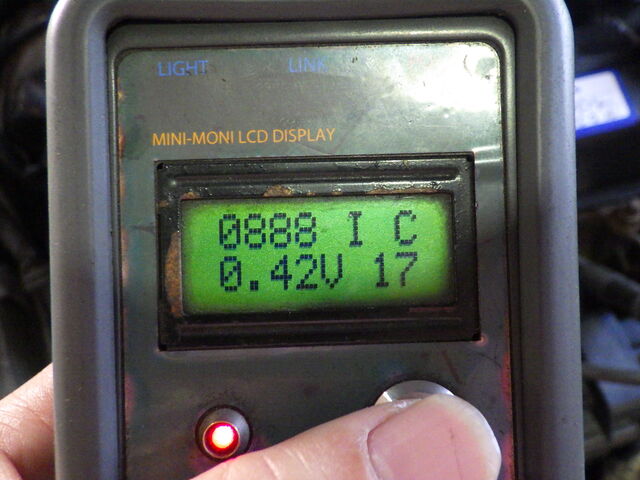 LIGHT LINK
MINI-MONI LCD DISPLAY
0888 I C
0.42V 17